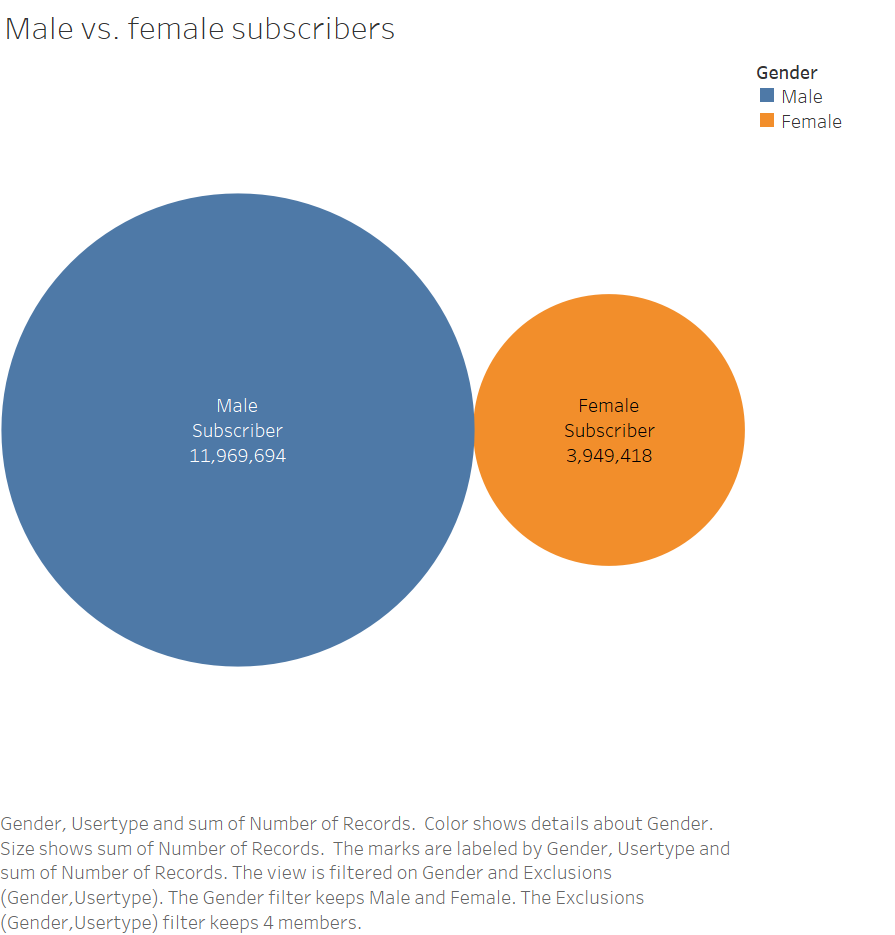 Male vs. female subscribers
Gender
Male
Female
Male
Subscriber
11,969,694
Female
Subscriber
3,949,418
Gender, Usertype and sum of Number of Records.  Color shows details about Gender.
Size shows sum of Number of Records.  The marks are labeled by Gender, Usertype and
sum of Number of Records. The view is filtered on Gender and Exclusions
(Gender,Usertype). The Gender filter keeps Male and Female. The Exclusions
(Gender,Usertype) filter keeps 4 members.